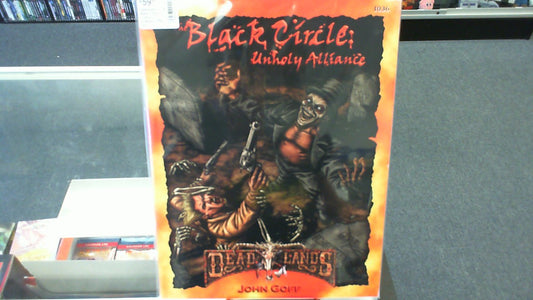 Black Circle:
Unholy Alliance
DEADLANDS
JOHN GOFF